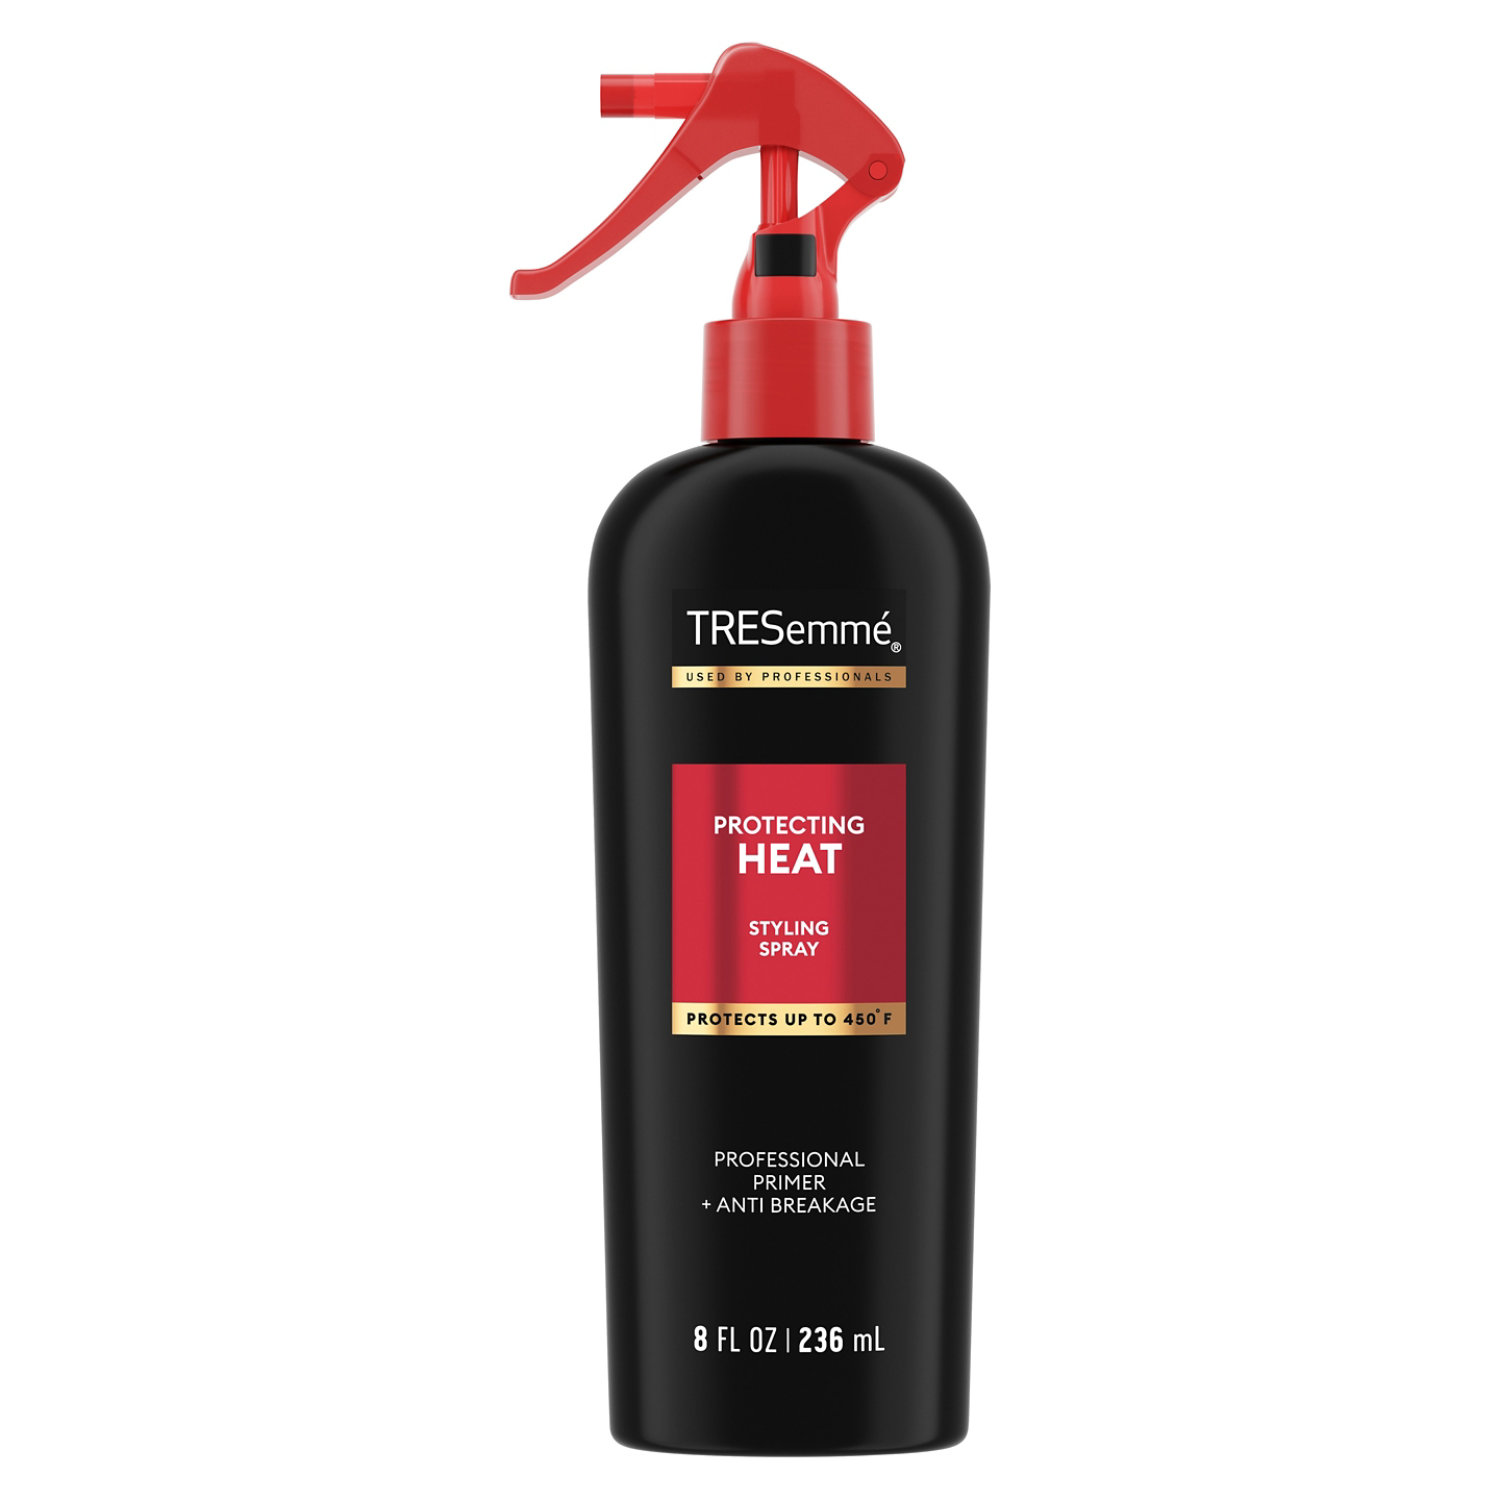 TRESemmé®
USED BY PROFESSIONALS
PROTECTING
HEAT
STYLING
SPRAY
PROTECTS UP TO 450°F
PROFESSIONAL
PRIMER
+ ANTI BREAKAGE
8 FL OZ | 236 mL